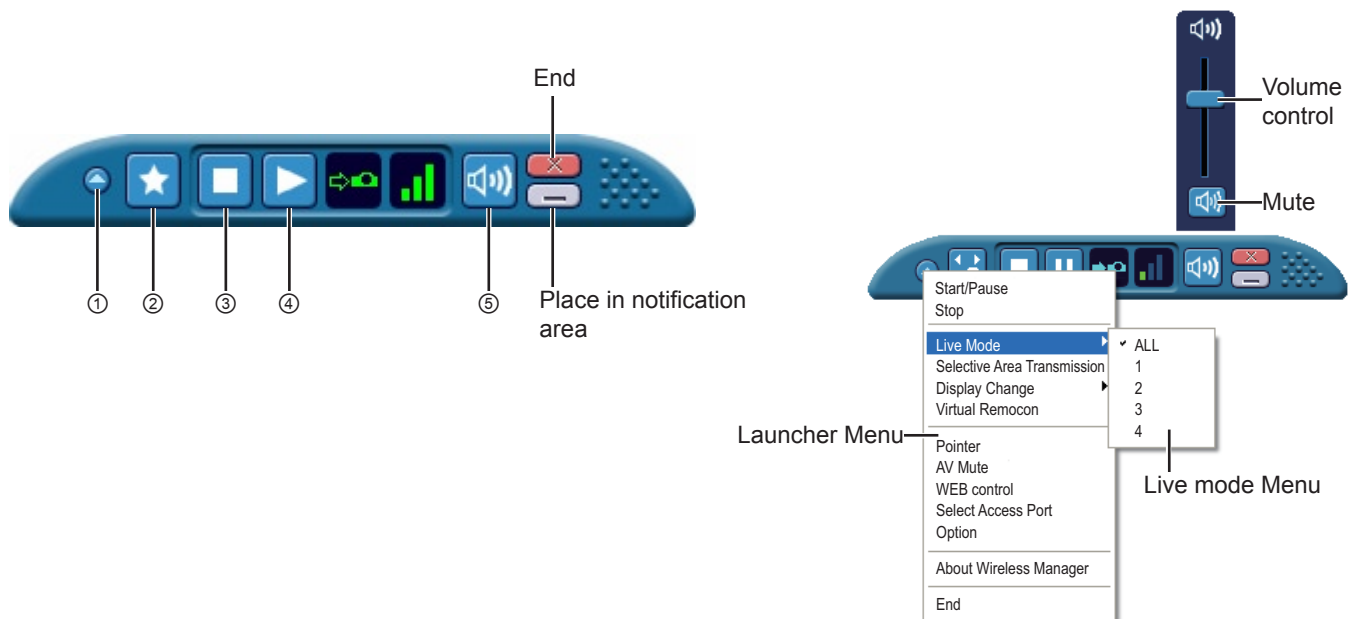 End
①
②
③
④
⑤
Place in notification
area
Volume
control
Mute
Start/Pause
Stop
Live Mode
Selective Area Transmission
Display Change
Virtual Remocon
Pointer
AV Mute
WEB control
Select Access Port
Option
About Wireless Manager
End
✓ ALL
1
2
3
4
Launcher Menu
Live mode Menu